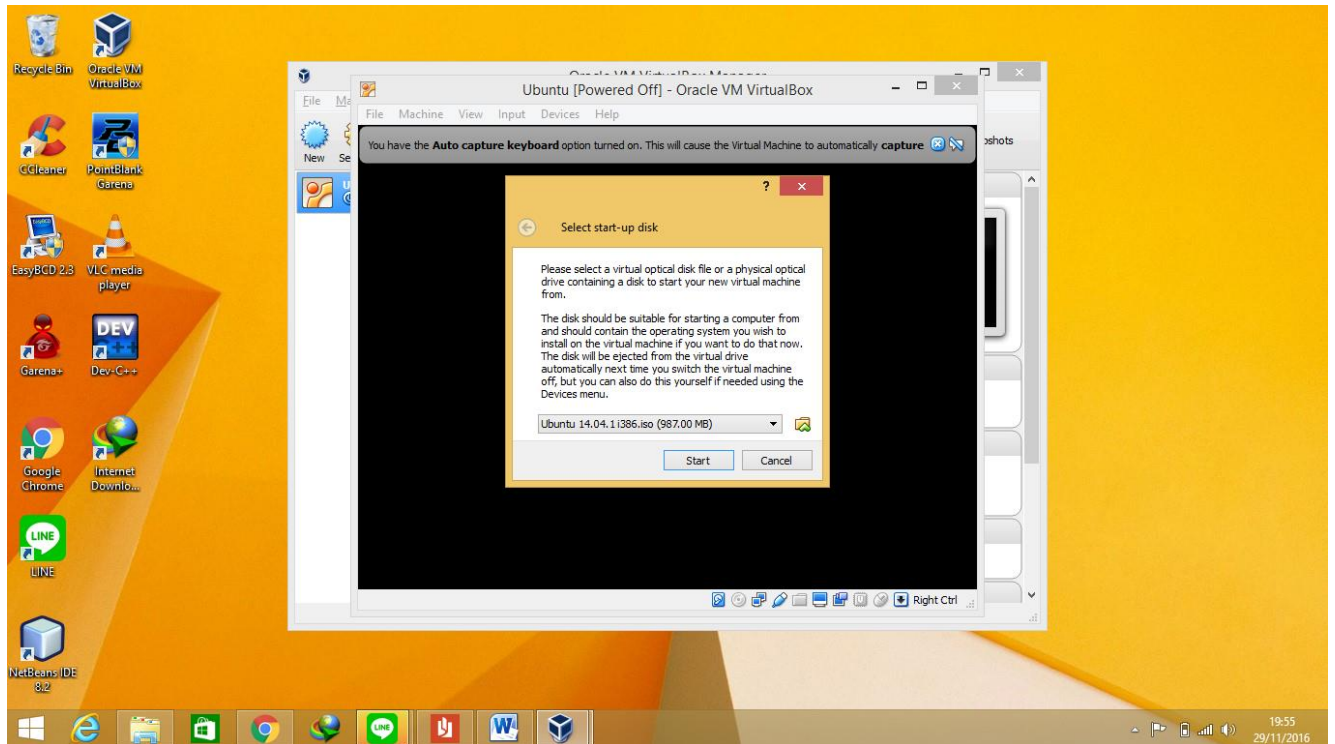 Recycle Bin
Oracle VM
VirtualBox
CCleaner
PointBlank
Garena
EasyBCD 2.3
VLC media
player
Garena+
DEV
C++
Dev-C++
Google
Chrome
Internet
Downlo...
LINE
LINE
NetBeans IDE
8.2
Oracle VM VirtualBox Manager
File
New
pshots
Ubuntu [Powered Off] - Oracle VM VirtualBox
File Machine View Input Devices Help
You have the Auto capture keyboard option turned on. This will cause the Virtual Machine to automatically capture
?
Select start-up disk
Please select a virtual optical disk file or a physical optical
drive containing a disk to start your new virtual machine
from.
The disk should be suitable for starting a computer from
and should contain the operating system you wish to
install on the virtual machine if you want to do that now.
The disk will be ejected from the virtual drive
automatically next time you switch the virtual machine
off, but you can also do this yourself if needed using the
Devices menu.
Ubuntu 14.04.1 i386.iso (987.00 MB)
Start Cancel
Right Ctrl
LINE
19:55
29/11/2016